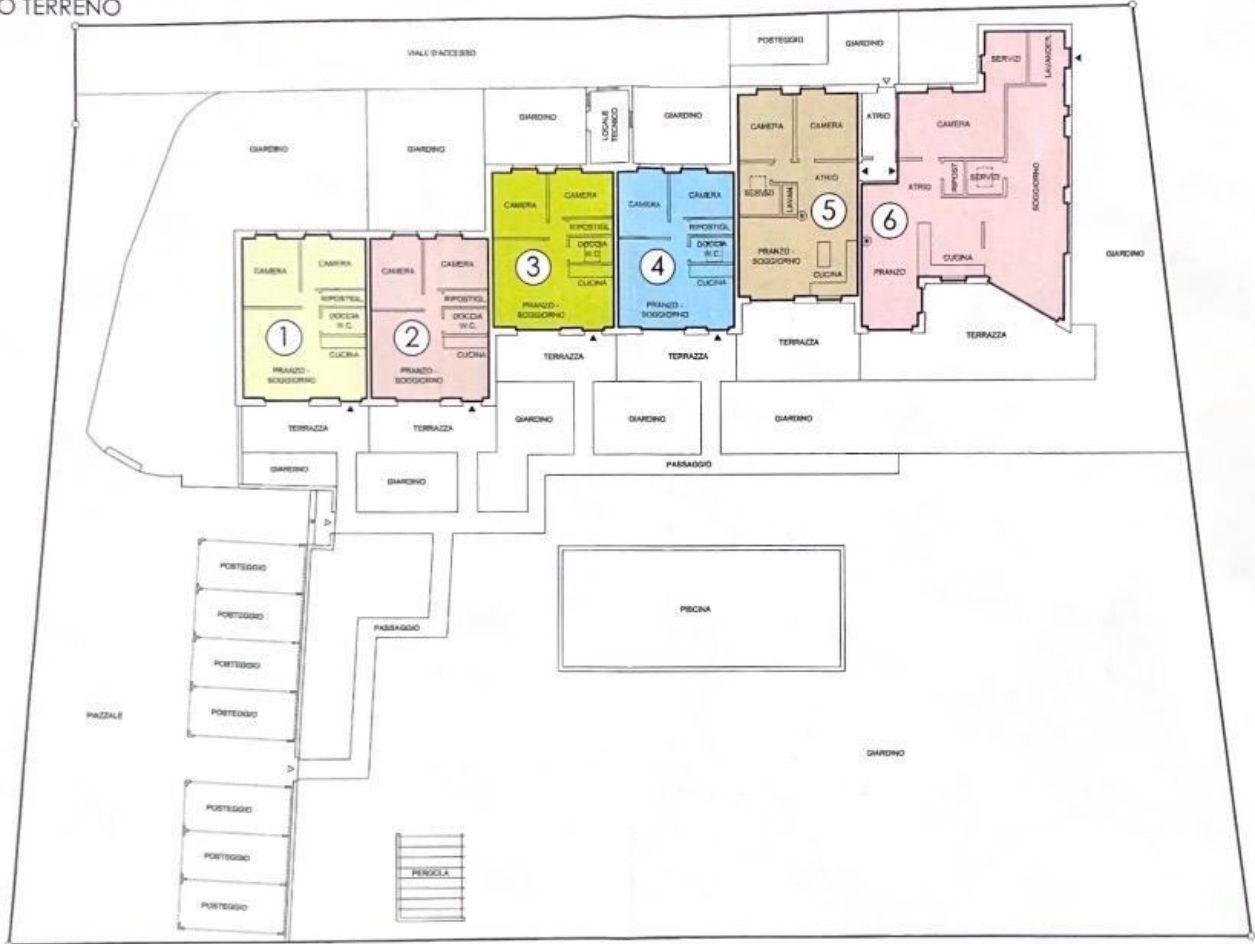 O TERRENO
VIALE D'ACCESSO
POSTEGGIO
GIARDINO
SERVIZI
LAVANDER.
GIARDINO
GIARDINO
GIARDINO
LOCALE
TECNICO
GIARDINO
CAMERA
CAMERA
ATRIO
CAMERA
SERVIZI
LAVAN.
ATRIO
5
PRANZO -
SOGGIORNO
CUCINA
ATRIO
RIPOST
SERVIZI
SOGGIORNO
6
PRANZO
CUCINA
GIARDINO
CAMERA
CAMERA
RIPOSTIGL.
DOCCIA
W.C.
3
CUCINA
PRANZO -
SOGGIORNO
CAMERA
CAMERA
RIPOSTIGL.
DOCCIA
W.C.
4
CUCINA
PRANZO -
SOGGIORNO
CAMERA
CAMERA
RIPOSTIGL.
DOCCIA
W.C.
1
CUCINA
PRANZO -
SOGGIORNO
CAMERA
CAMERA
RIPOSTIGL.
DOCCIA
W.C.
2
CUCINA
PRANZO -
SOGGIORNO
TERRAZZA
TERRAZZA
TERRAZZA
TERRAZZA
TERRAZZA
TERRAZZA
GIARDINO
GIARDINO
GIARDINO
GIARDINO
GIARDINO
PASSAGGIO
POSTEGGIO
POSTEGGIO
POSTEGGIO
POSTEGGIO
PASSAGGIO
PISCINA
PIAZZALE
GIARDINO
POSTEGGIO
POSTEGGIO
POSTEGGIO
PERGOLA